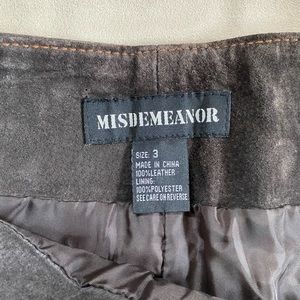 MISDEMEANOR
SIZE: 3
MADE IN CHINA
100%LEATHER
LINING:
100%POLYESTER
SEE CARE ON REVERSE